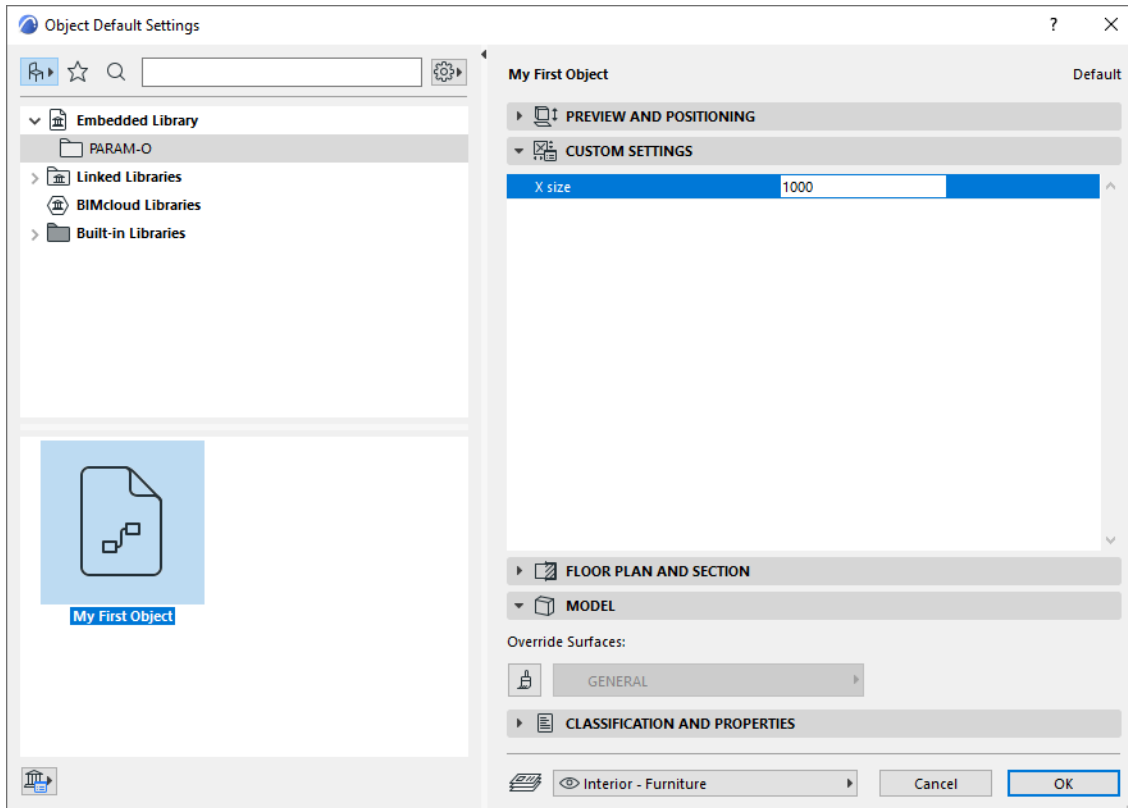 Object Default Settings
?
My First Object
Default
Embedded Library
PARAM-O
Linked Libraries
BIMcloud Libraries
Built-in Libraries
My First Object
PREVIEW AND POSITIONING
CUSTOM SETTINGS
X size
1000
FLOOR PLAN AND SECTION
MODEL
Override Surfaces:
GENERAL
CLASSIFICATION AND PROPERTIES
Interior - Furniture
Cancel
OK